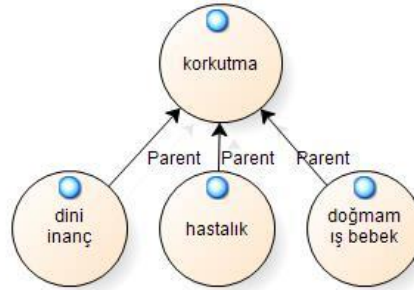 korkutma
Parent Parent Parent
dini
inanç
hastalık
doğmam
ış bebek